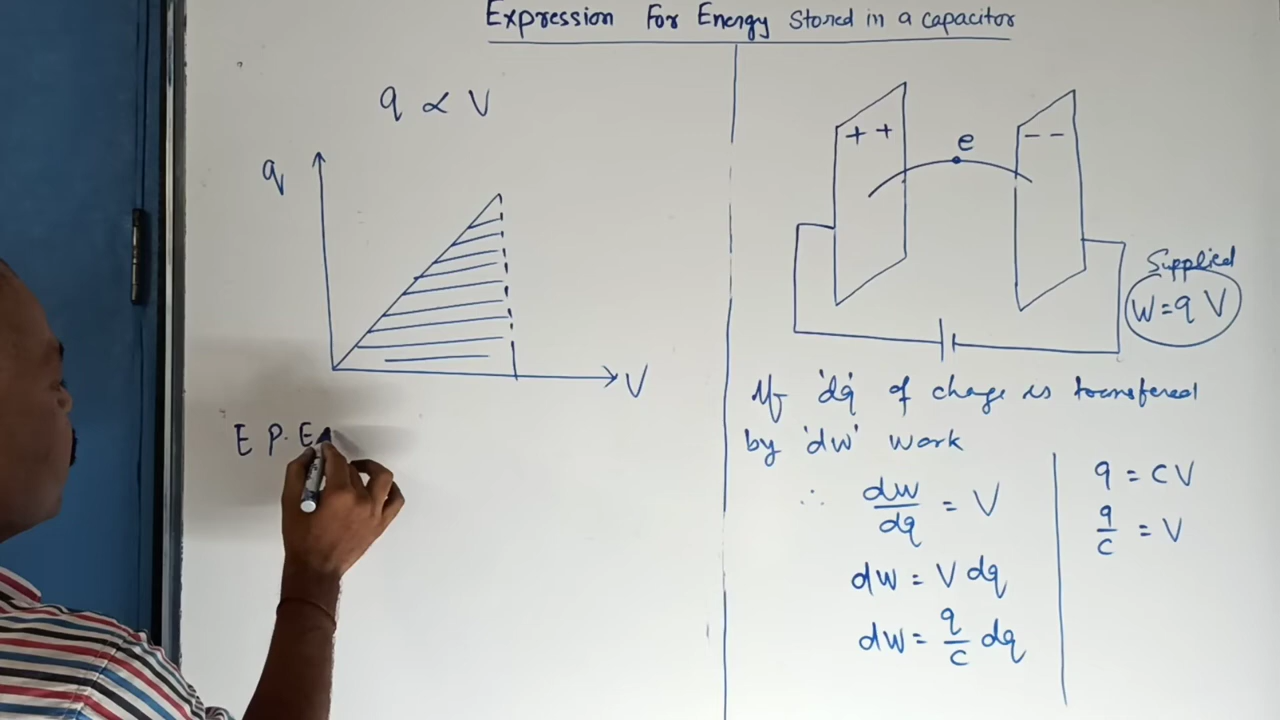 Expression For Energy Stored in a capacitor
q ∝ V
q
V
E P.E
+ +
e
− −
Supplied
W = q V
If 'dq' of charge is transfered
by 'dw' work
∴ dw/dq = V
dw = V dq
dw = q/c dq
q = CV
q/c = V